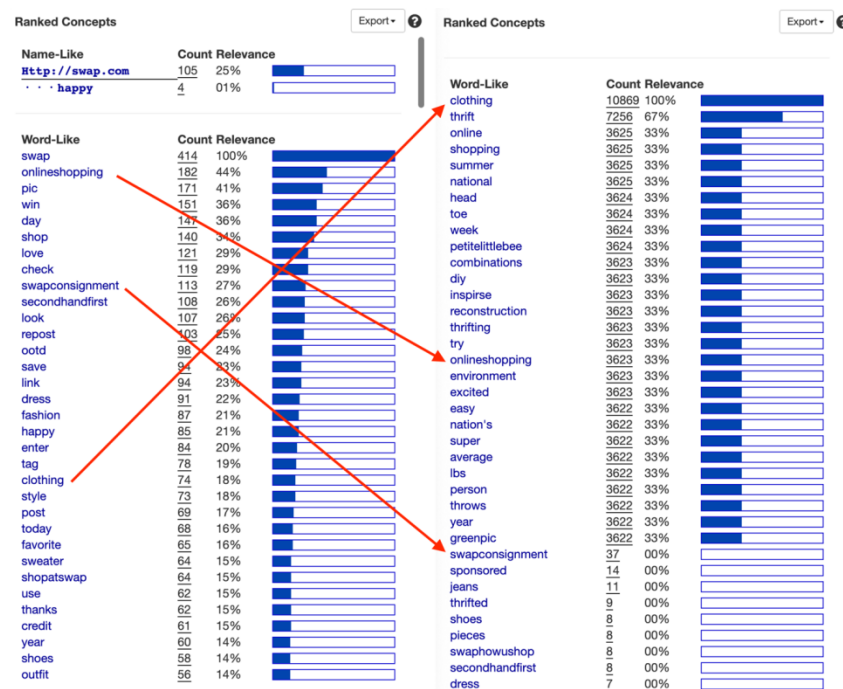 Ranked Concepts
Export
?
Name-Like Count Relevance
Http://swap.com 105 25%
· · · happy 4 01%
Word-Like Count Relevance
swap 414 100%
onlineshopping 182 44%
pic 171 41%
win 151 36%
day 147 36%
shop 140 34%
love 121 29%
check 119 29%
swapconsignment 113 27%
secondhandfirst 108 26%
look 107 26%
repost 103 25%
ootd 98 24%
save 94 23%
link 94 23%
dress 91 22%
fashion 87 21%
happy 85 21%
enter 84 20%
tag 78 19%
clothing 74 18%
style 73 18%
post 69 17%
today 68 16%
favorite 65 16%
sweater 64 15%
shopatswap 64 15%
use 62 15%
thanks 62 15%
credit 61 15%
year 60 14%
shoes 58 14%
outfit 56 14%
Ranked Concepts
Export
Word-Like Count Relevance
clothing 10869 100%
thrift 7256 67%
online 3625 33%
shopping 3625 33%
summer 3625 33%
national 3625 33%
head 3624 33%
toe 3624 33%
week 3624 33%
petitelittlebee 3624 33%
combinations 3623 33%
diy 3623 33%
inspirse 3623 33%
reconstruction 3623 33%
thrifting 3623 33%
try 3623 33%
onlineshopping 3623 33%
environment 3623 33%
excited 3623 33%
easy 3622 33%
nation's 3622 33%
super 3622 33%
average 3622 33%
lbs 3622 33%
person 3622 33%
throws 3622 33%
year 3622 33%
greenpic 3622 33%
swapconsignment 37 00%
sponsored 14 00%
jeans 11 00%
thrifted 9 00%
shoes 8 00%
pieces 8 00%
swaphowushop 8 00%
secondhandfirst 8 00%
dress 7 00%